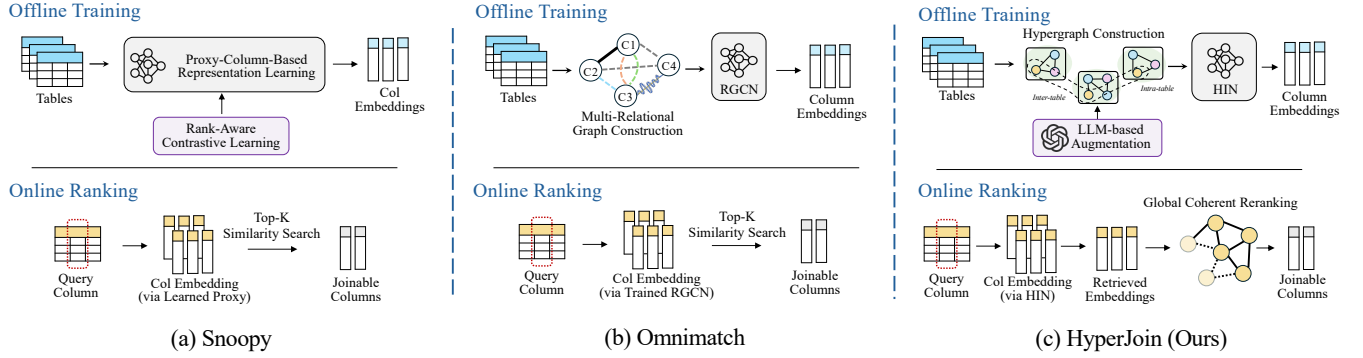 Offline Training
Tables
Proxy-Column-Based
Representation Learning
Col
Embeddings
Rank-Aware
Contrastive Learning
Online Ranking
Query
Column
Col Embedding
(via Learned Proxy)
Top-K
Similarity Search
Joinable
Columns
(a) Snoopy
Offline Training
Tables
C1
C2
C4
C3
Multi-Relational
Graph Construction
RGCN
Column
Embeddings
Online Ranking
Query
Column
Col Embedding
(via Trained RGCN)
Top-K
Similarity Search
Joinable
Columns
(b) Omnimatch
Offline Training
Hypergraph Construction
Tables
Inter-table
Intra-table
HIN
Column
Embeddings
LLM-based
Augmentation
Online Ranking
Query
Column
Col Embedding
(via HIN)
Retrieved
Embeddings
Global Coherent Reranking
Joinable
Columns
(c) HyperJoin (Ours)